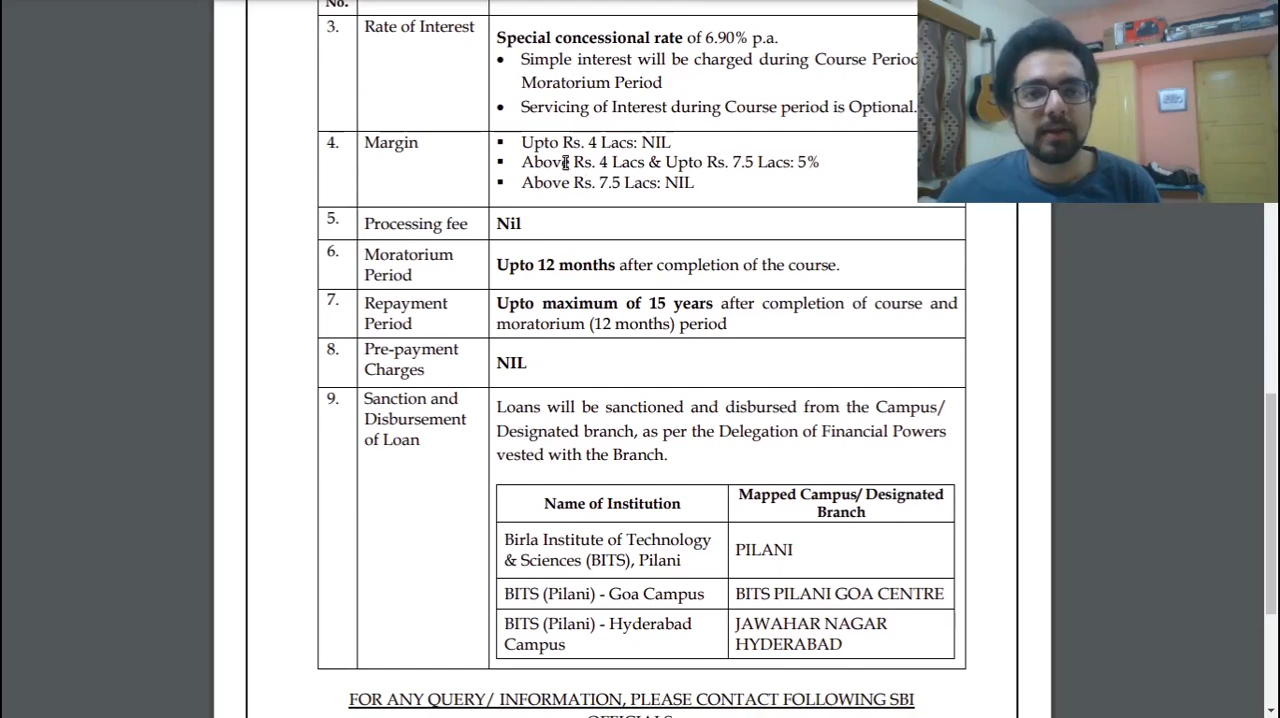 No.
3. Rate of Interest
Special concessional rate of 6.90% p.a.
• Simple interest will be charged during Course Period
Moratorium Period
• Servicing of Interest during Course period is Optional.
4. Margin
▪ Upto Rs. 4 Lacs: NIL
▪ Above Rs. 4 Lacs & Upto Rs. 7.5 Lacs: 5%
▪ Above Rs. 7.5 Lacs: NIL
5. Processing fee
Nil
6. Moratorium
Period
Upto 12 months after completion of the course.
7. Repayment
Period
Upto maximum of 15 years after completion of course and
moratorium (12 months) period
8. Pre-payment
Charges
NIL
9. Sanction and
Disbursement
of Loan
Loans will be sanctioned and disbursed from the Campus/
Designated branch, as per the Delegation of Financial Powers
vested with the Branch.
Name of Institution
Mapped Campus/ Designated
Branch
Birla Institute of Technology
& Sciences (BITS), Pilani
PILANI
BITS (Pilani) - Goa Campus
BITS PILANI GOA CENTRE
BITS (Pilani) - Hyderabad
Campus
JAWAHAR NAGAR
HYDERABAD
FOR ANY QUERY/ INFORMATION, PLEASE CONTACT FOLLOWING SBI
OFFICIALS